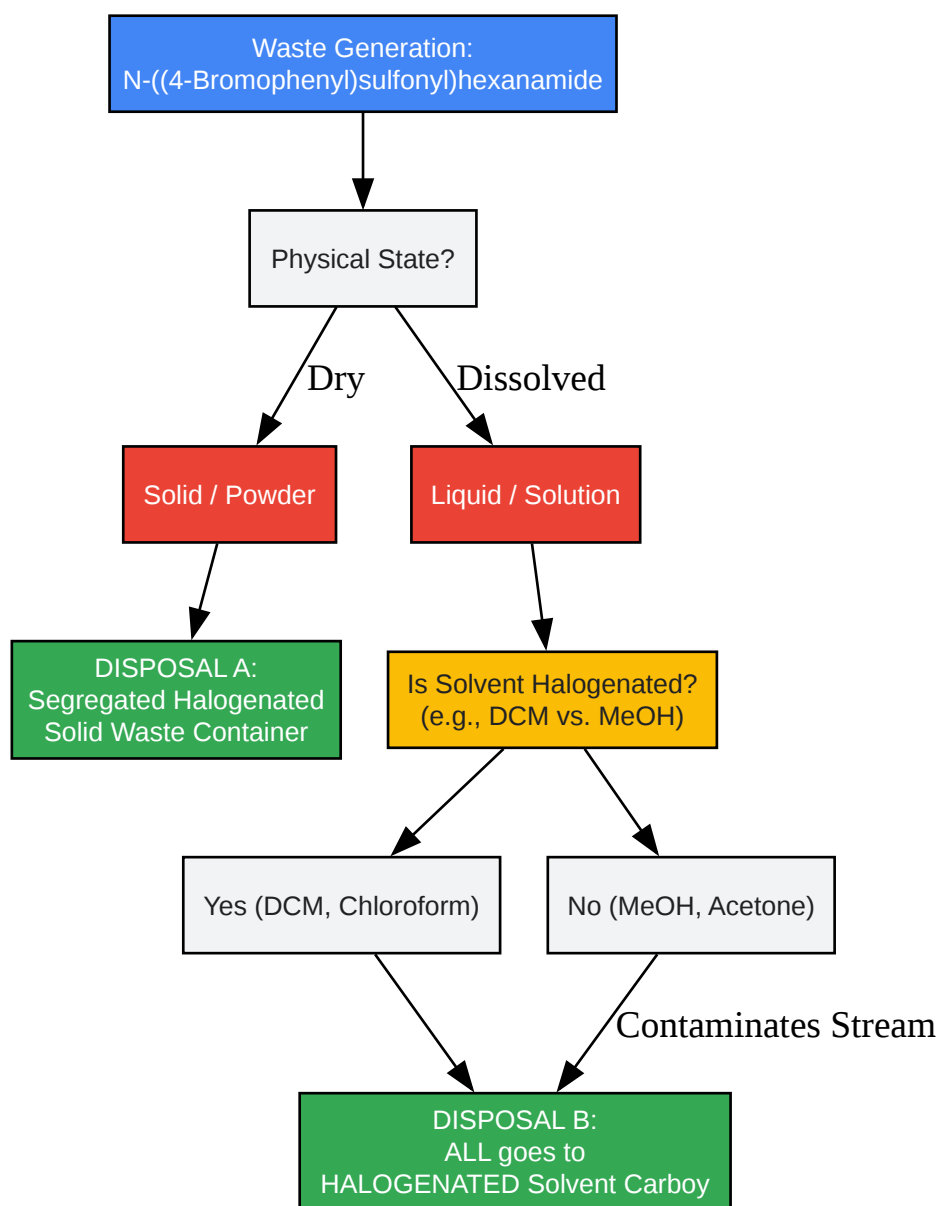 Waste Generation:
N-((4-Bromophenyl)sulfonyl)hexanamide
Physical State?
Dry
Dissolved
Solid / Powder
Liquid / Solution
DISPOSAL A:
Segregated Halogenated
Solid Waste Container
Is Solvent Halogenated?
(e.g., DCM vs. MeOH)
Yes (DCM, Chloroform)
No (MeOH, Acetone)
Contaminates Stream
DISPOSAL B:
ALL goes to
HALOGENATED Solvent Carboy